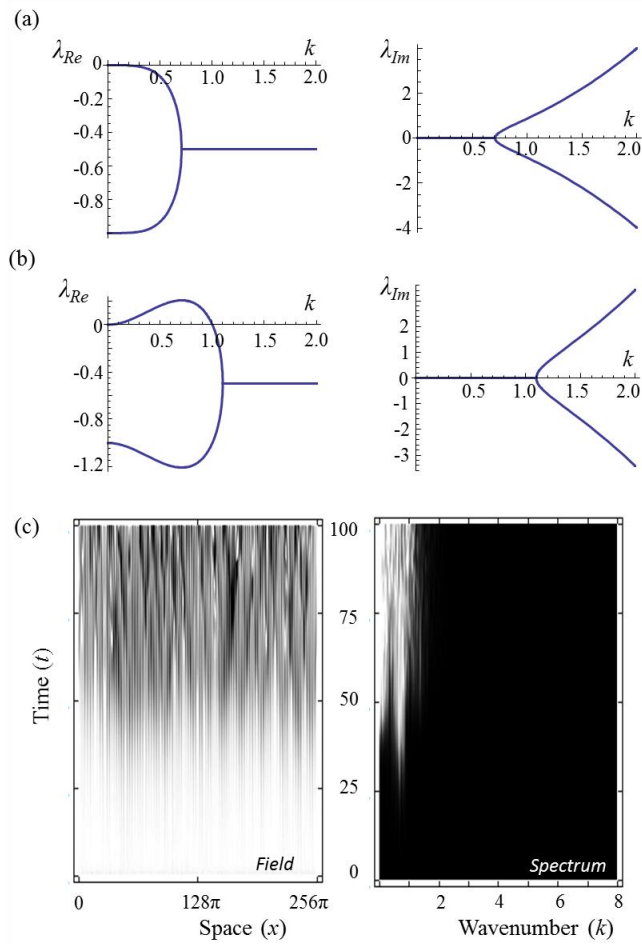 (a)
λRe k λIm
0 0.5 1.0 1.5 2.0
-0.2
-0.4
-0.6
-0.8
2
0 0.5 1.0 1.5 2.0 k
-2
-4
(b)
λRe k λIm
0 0.5 1.0 1.5 2.0
-0.4
-0.8
-1.2
3
2
1
0 0.5 1.0 1.5 2.0 k
-1
-2
-3
(c)
100
75
50
25
0
Time (t)
Field Spectrum
0 128π 256π 2 4 6 8
Space (x) Wavenumber (k)